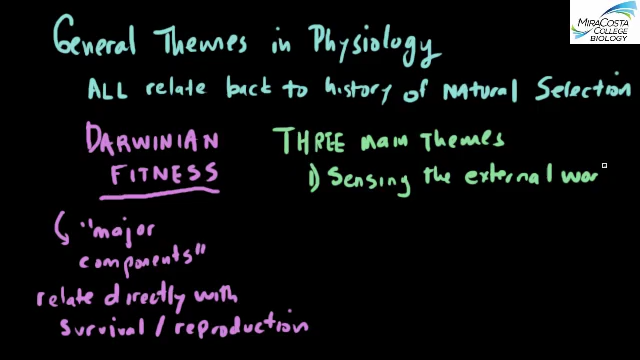 General Themes in Physiology
ALL relate back to history of Natural Selection
DARWINIAN
FITNESS
"major
components"
relate directly with
survival / reproduction
THREE main themes
1) Sensing the external wor
MIRACOSTA
COLLEGE
BIOLOGY